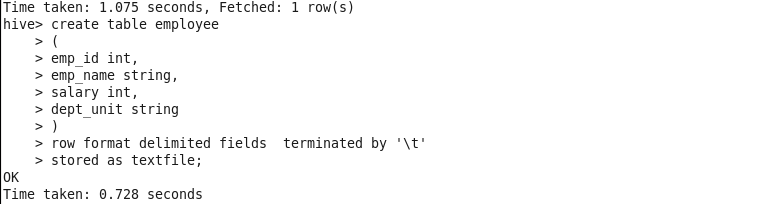 Time taken: 1.075 seconds, Fetched: 1 row(s)
hive> create table employee
    > (
    > emp_id int,
    > emp_name string,
    > salary int,
    > dept_unit string
    > )
    > row format delimited fields  terminated by '\t'
    > stored as textfile;
OK
Time taken: 0.728 seconds